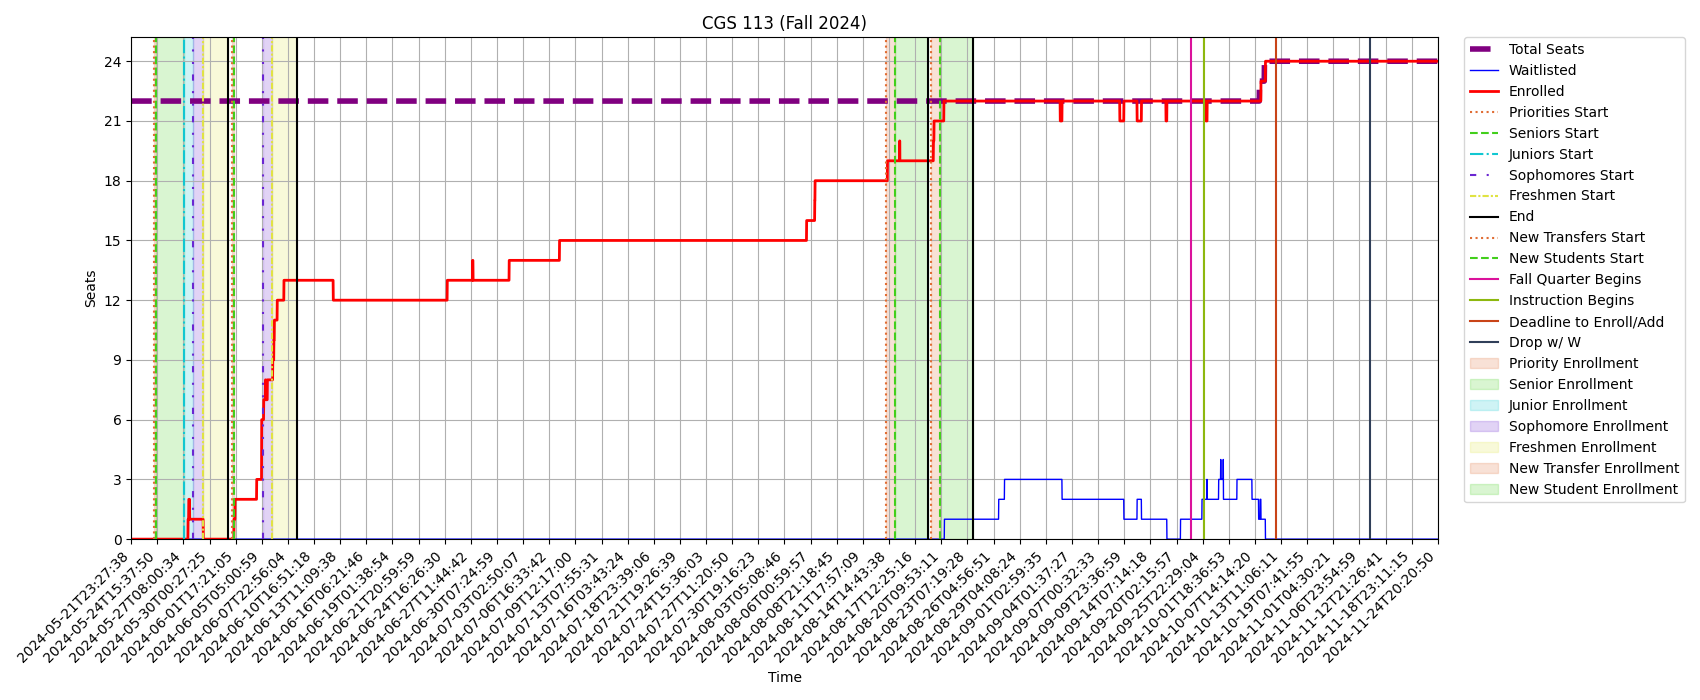 CGS 113 (Fall 2024)
Seats
24
21
18
15
12
9
6
3
0
2024-05-21T23:27:38
2024-05-24T15:37:50
2024-05-27T08:00:34
2024-05-30T00:27:25
2024-06-01T17:21:05
2024-06-05T05:00:59
2024-06-07T22:56:04
2024-06-10T16:51:18
2024-06-13T11:09:38
2024-06-16T06:21:46
2024-06-19T01:38:54
2024-06-21T20:59:59
2024-06-24T16:26:30
2024-06-27T11:44:42
2024-06-30T07:24:59
2024-07-03T02:50:07
2024-07-06T16:33:42
2024-07-09T12:17:00
2024-07-13T07:55:31
2024-07-16T03:43:24
2024-07-18T23:39:06
2024-07-21T19:26:39
2024-07-24T15:36:03
2024-07-27T11:20:50
2024-07-30T19:16:23
2024-08-03T05:08:46
2024-08-06T00:59:57
2024-08-08T21:18:45
2024-08-11T17:57:09
2024-08-14T14:43:38
2024-08-17T12:25:16
2024-08-20T09:53:11
2024-08-23T07:19:28
2024-08-26T04:56:51
2024-08-29T04:08:24
2024-09-01T02:59:35
2024-09-04T01:37:27
2024-09-07T00:32:33
2024-09-09T23:36:59
2024-09-14T07:14:18
2024-09-20T02:15:57
2024-09-25T22:29:04
2024-10-01T18:36:53
2024-10-07T14:14:20
2024-10-13T11:06:11
2024-10-19T07:41:55
2024-11-01T04:30:21
2024-11-06T23:54:59
2024-11-12T21:26:41
2024-11-18T23:11:15
2024-11-24T20:20:50
Time
Total Seats
Waitlisted
Enrolled
Priorities Start
Seniors Start
Juniors Start
Sophomores Start
Freshmen Start
End
New Transfers Start
New Students Start
Fall Quarter Begins
Instruction Begins
Deadline to Enroll/Add
Drop w/ W
Priority Enrollment
Senior Enrollment
Junior Enrollment
Sophomore Enrollment
Freshmen Enrollment
New Transfer Enrollment
New Student Enrollment